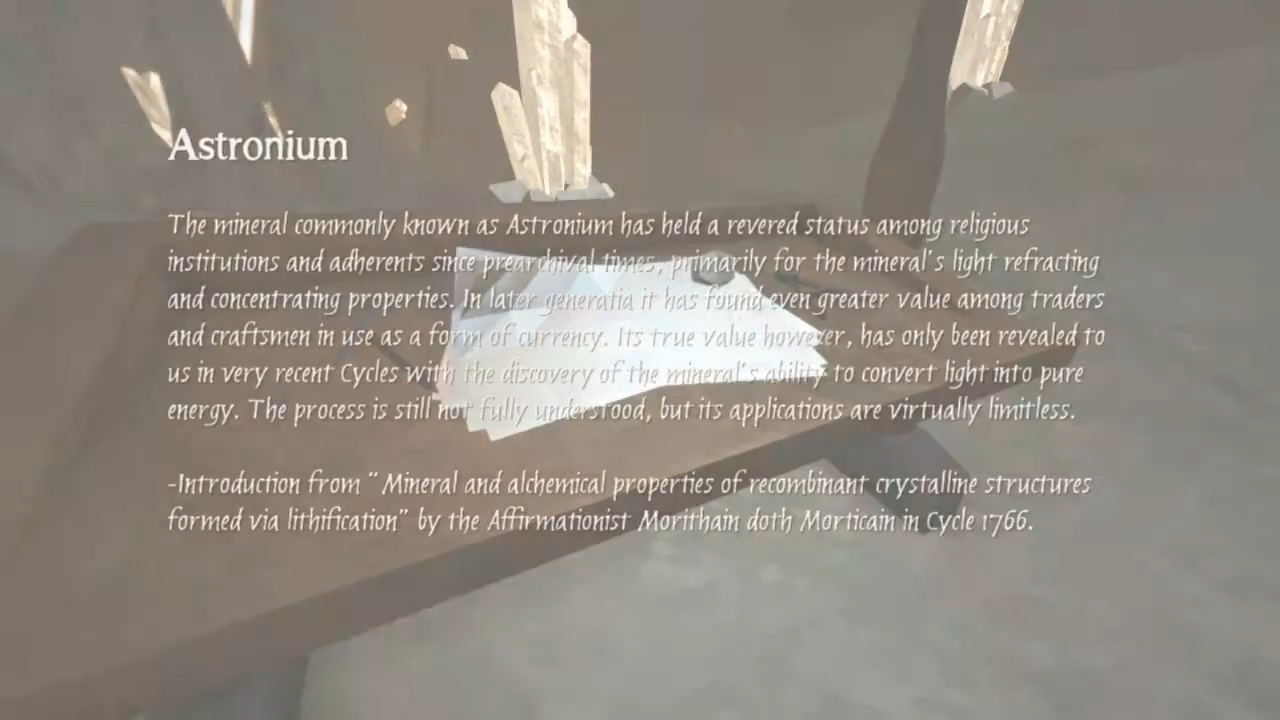 Astronium
The mineral commonly known as Astronium has held a revered status among religious
institutions and adherents since prearchival times, primarily for the mineral's light refracting
and concentrating properties. In later generatia it has found even greater value among traders
and craftsmen in use as a form of currency. Its true value however, has only been revealed to
us in very recent Cycles with the discovery of the mineral's ability to convert light into pure
energy. The process is still not fully understood, but its applications are virtually limitless.
-Introduction from "Mineral and alchemical properties of recombinant crystalline structures
formed via lithification" by the Affirmationist Morithain doth Morticain in Cycle 1766.